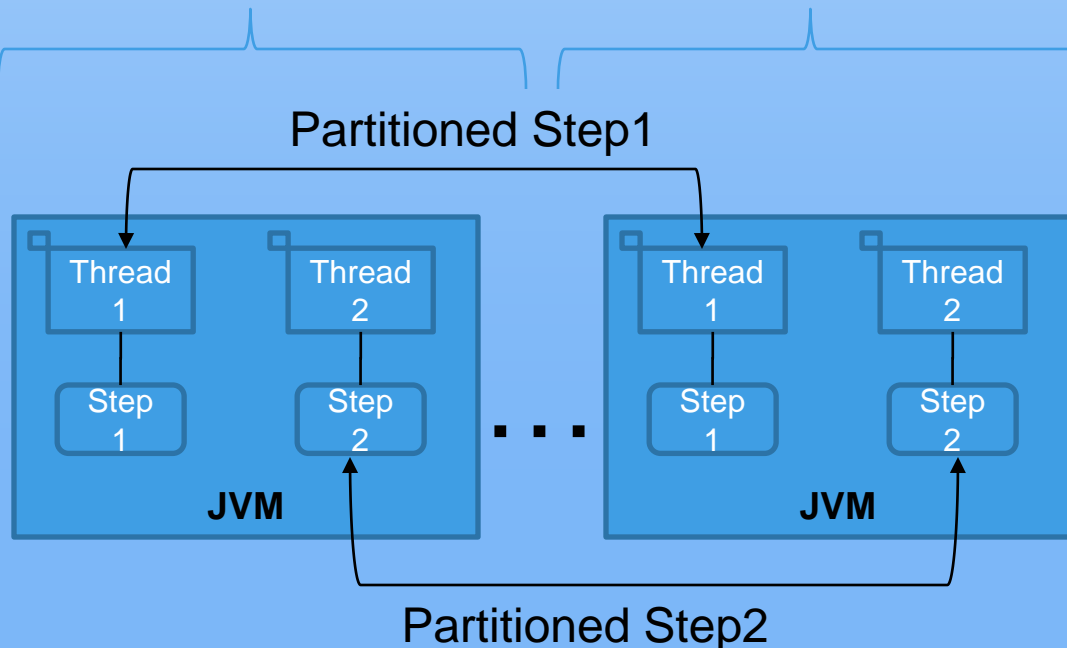 Partitioned Step1
Thread
1
Thread
2
Thread
1
Thread
2
Step
1
Step
2
. . .
Step
1
Step
2
JVM
JVM
Partitioned Step2